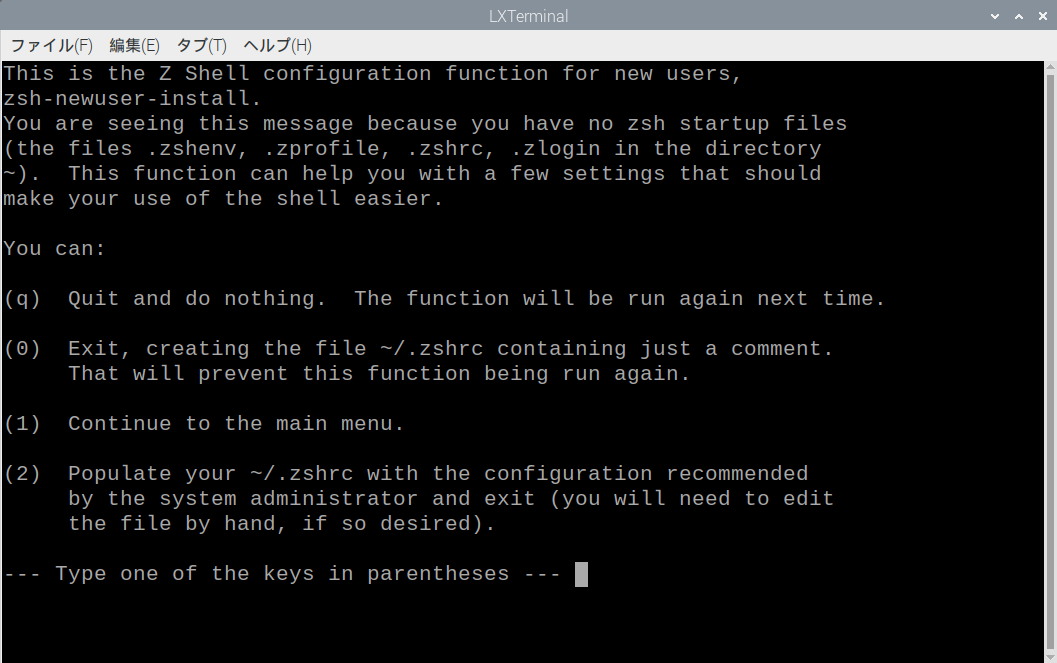 LXTerminal
ファイル(F) 編集(E) タブ(T) ヘルプ(H)
This is the Z Shell configuration function for new users,
zsh-newuser-install.
You are seeing this message because you have no zsh startup files
(the files .zshenv, .zprofile, .zshrc, .zlogin in the directory
~).  This function can help you with a few settings that should
make your use of the shell easier.
You can:
(q)  Quit and do nothing.  The function will be run again next time.
(0)  Exit, creating the file ~/.zshrc containing just a comment.
     That will prevent this function being run again.
(1)  Continue to the main menu.
(2)  Populate your ~/.zshrc with the configuration recommended
     by the system administrator and exit (you will need to edit
     the file by hand, if so desired).
--- Type one of the keys in parentheses ---